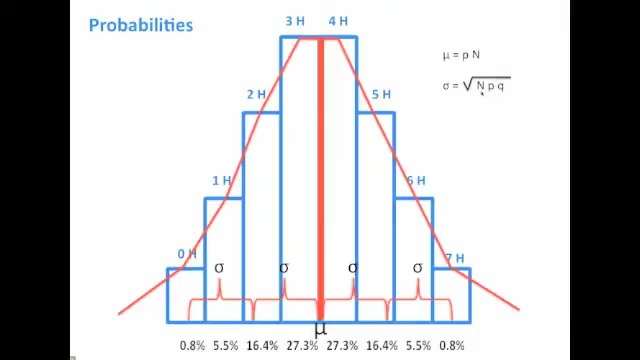 Probabilities
3 H 4 H
μ = p N
σ = √N p q
2 H 5 H
1 H 6 H
0 H 7 H
σ σ σ σ
μ
0.8% 5.5% 16.4% 27.3% 27.3% 16.4% 5.5% 0.8%